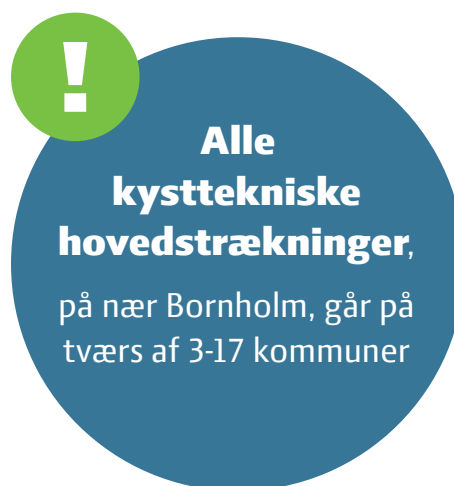 !
Alle
kysttekniske
hovedstrækninger,
på nær Bornholm, går på
tværs af 3-17 kommuner